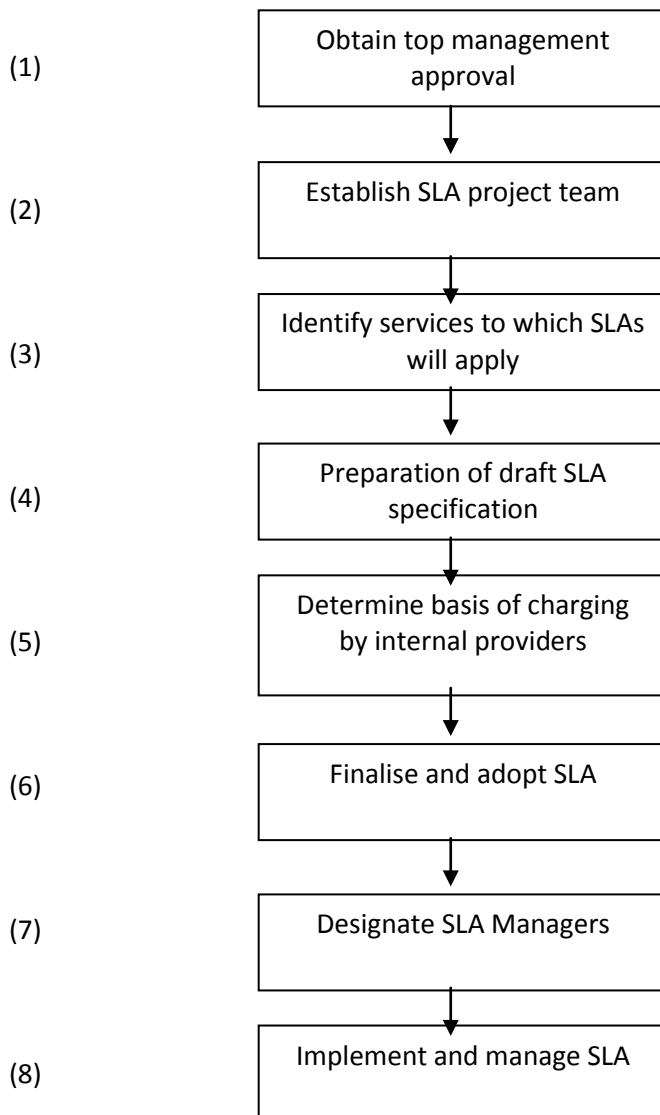 (1)
Obtain top management
approval
(2)
Establish SLA project team
(3)
Identify services to which SLAs
will apply
(4)
Preparation of draft SLA
specification
(5)
Determine basis of charging
by internal providers
(6)
Finalise and adopt SLA
(7)
Designate SLA Managers
(8)
Implement and manage SLA